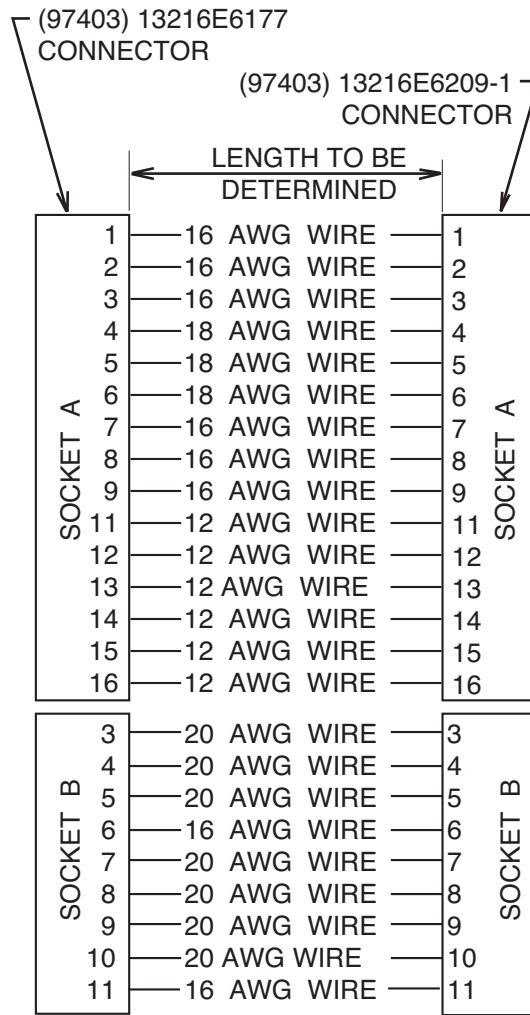 (97403) 13216E6177
CONNECTOR
(97403) 13216E6209-1
CONNECTOR
LENGTH TO BE
DETERMINED
SOCKET A
SOCKET A
1 16 AWG WIRE 1
2 16 AWG WIRE 2
3 16 AWG WIRE 3
4 18 AWG WIRE 4
5 18 AWG WIRE 5
6 18 AWG WIRE 6
7 16 AWG WIRE 7
8 16 AWG WIRE 8
9 16 AWG WIRE 9
11 12 AWG WIRE 11
12 12 AWG WIRE 12
13 12 AWG WIRE 13
14 12 AWG WIRE 14
15 12 AWG WIRE 15
16 12 AWG WIRE 16
SOCKET B
SOCKET B
3 20 AWG WIRE 3
4 20 AWG WIRE 4
5 20 AWG WIRE 5
6 16 AWG WIRE 6
7 20 AWG WIRE 7
8 20 AWG WIRE 8
9 20 AWG WIRE 9
10 20 AWG WIRE 10
11 16 AWG WIRE 11